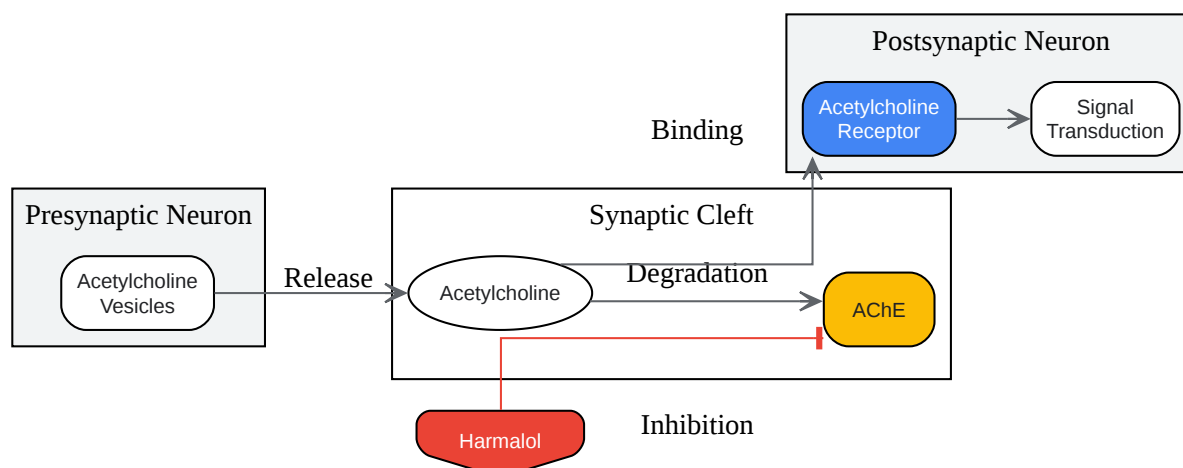 Postsynaptic Neuron
Acetylcholine
Receptor
Signal
Transduction
Binding
Presynaptic Neuron
Acetylcholine
Vesicles
Release
Synaptic Cleft
Acetylcholine
Degradation
AChE
Harmalol
Inhibition